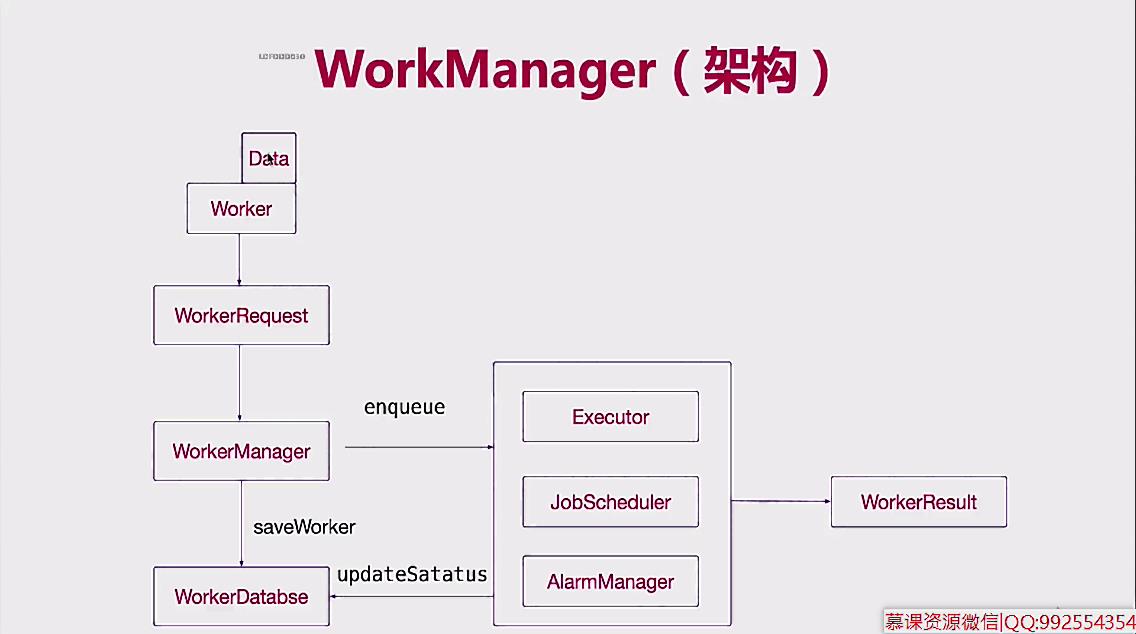 WorkManager（架构）
Data
Worker
WorkerRequest
WorkerManager
enqueue
Executor
JobScheduler
AlarmManager
WorkerResult
saveWorker
updateSatatus
WorkerDatabse
慕课资源微信|QQ:992554354